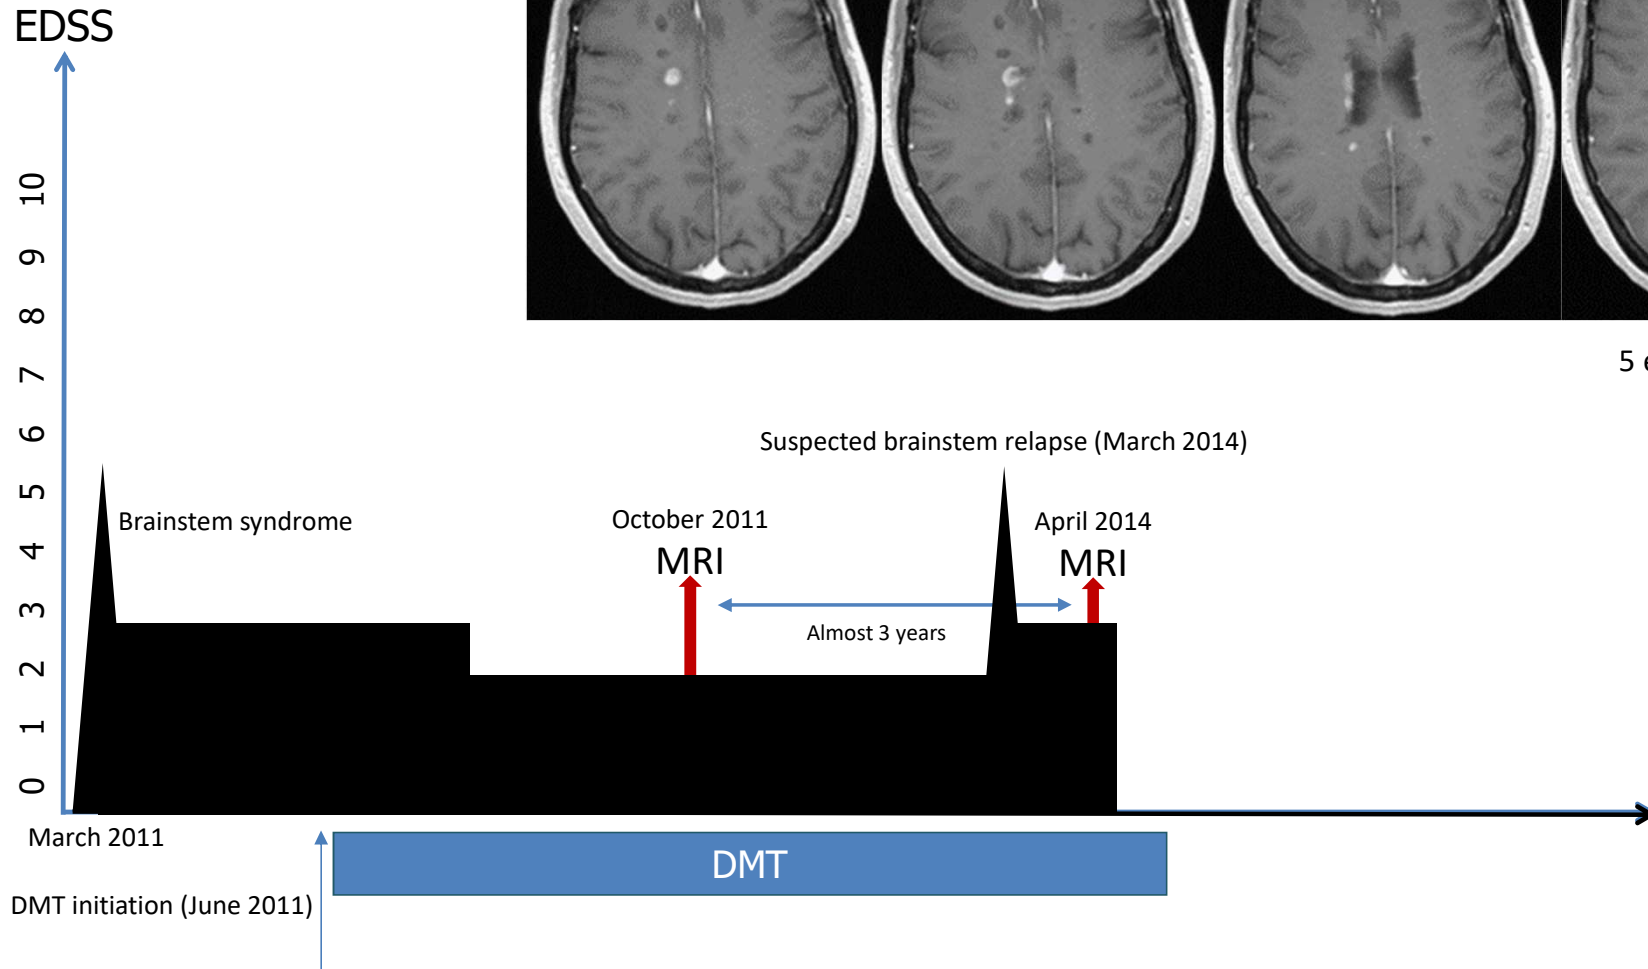 EDSS
10
9
8
7
6
5
4
3
2
1
0
5
Suspected brainstem relapse (March 2014)
Brainstem syndrome
October 2011
MRI
April 2014
MRI
Almost 3 years
March 2011
DMT
DMT initiation (June 2011)